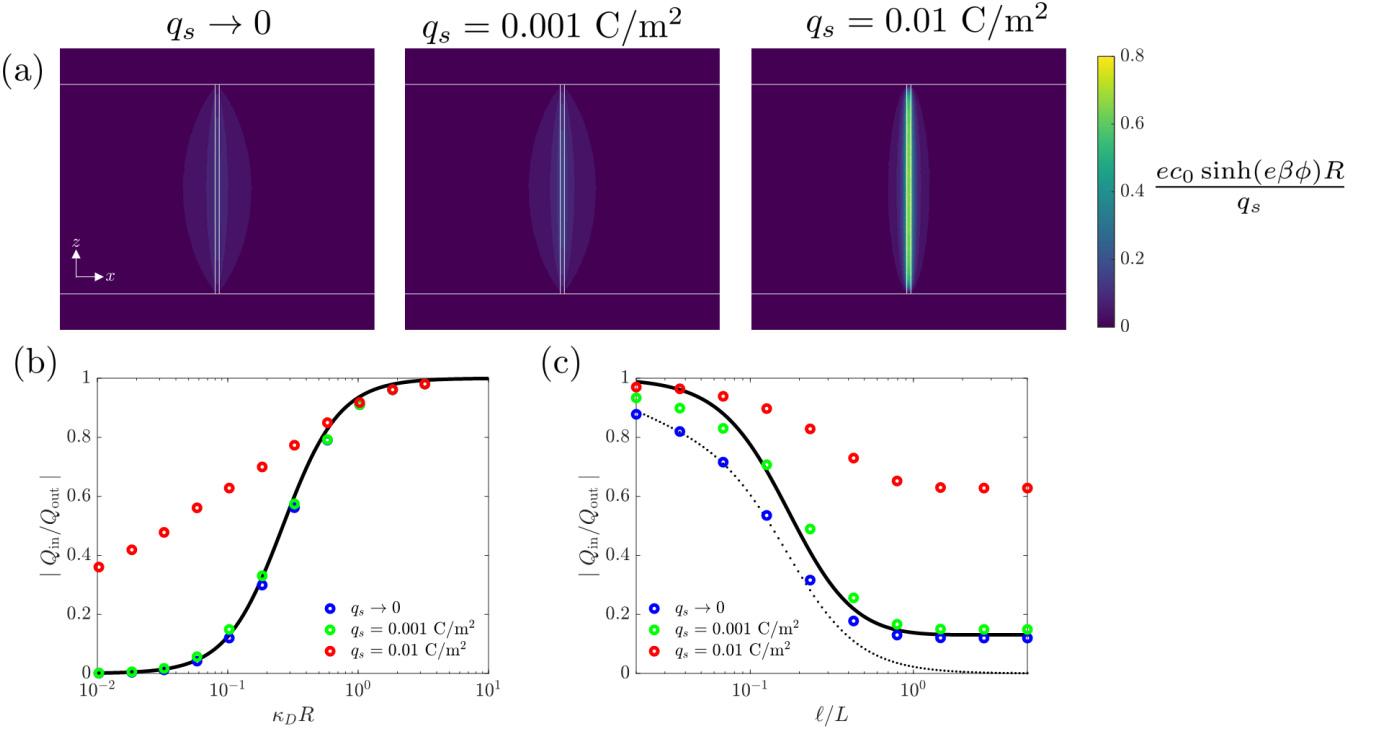 q_s → 0
q_s = 0.001 C/m²
q_s = 0.01 C/m²
(a)
z
x
0.8
0.6
0.4
0.2
0
ec_0 sinh(eβϕ)R
q_s
(b)
1
0.8
0.6
0.4
0.2
0
| Q_in/Q_out |
q_s → 0
q_s = 0.001 C/m²
q_s = 0.01 C/m²
10^-2
10^-1
10^0
10^1
κ_D R
(c)
1
0.8
0.6
0.4
0.2
0
| Q_in/Q_out |
q_s → 0
q_s = 0.001 C/m²
q_s = 0.01 C/m²
10^-1
10^0
ℓ/L